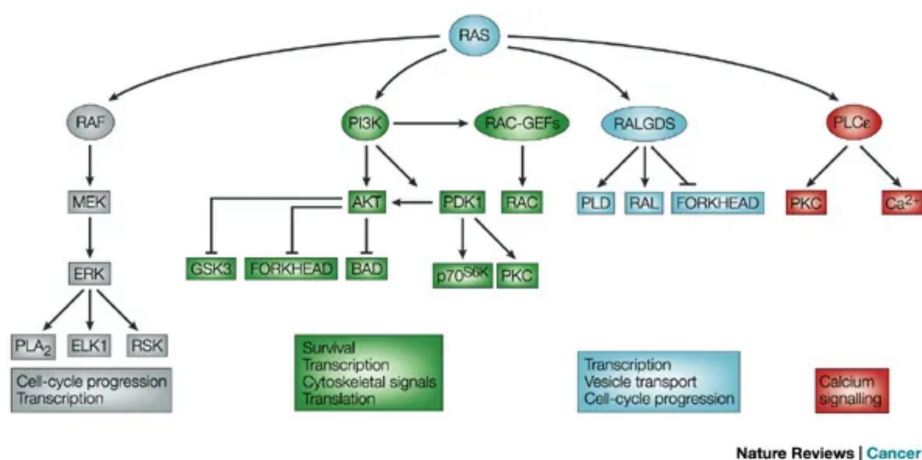 RAS
RAF
PI3K
RAC-GEFs
RALGDS
PLCε
MEK
AKT
PDK1
RAC
PLD
RAL
FORKHEAD
PKC
Ca²⁺
ERK
GSK3
FORKHEAD
BAD
p70ˢ⁶ᴷ
PKC
PLA₂
ELK1
RSK
Cell-cycle progression
Transcription
Survival
Transcription
Cytoskeletal signals
Translation
Transcription
Vesicle transport
Cell-cycle progression
Calcium
signalling
Nature Reviews | Cancer